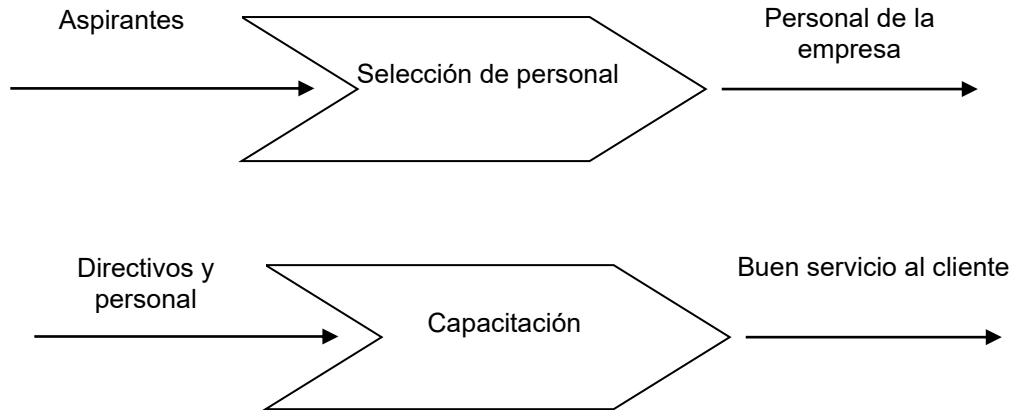 Aspirantes
Selección de personal
Personal de la
empresa
Directivos y
personal
Capacitación
Buen servicio al cliente